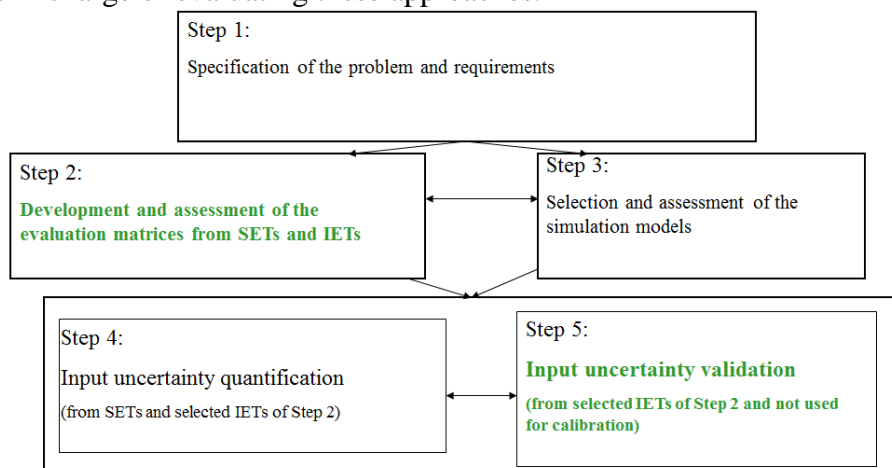 Step 1:
Specification of the problem and requirements
Step 2:
Development and assessment of the
evaluation matrices from SETs and IETs
Step 3:
Selection and assessment of the
simulation models
Step 4:
Input uncertainty quantification
(from SETs and selected IETs of Step 2)
Step 5:
Input uncertainty validation
(from selected IETs of Step 2 and not used
for calibration)